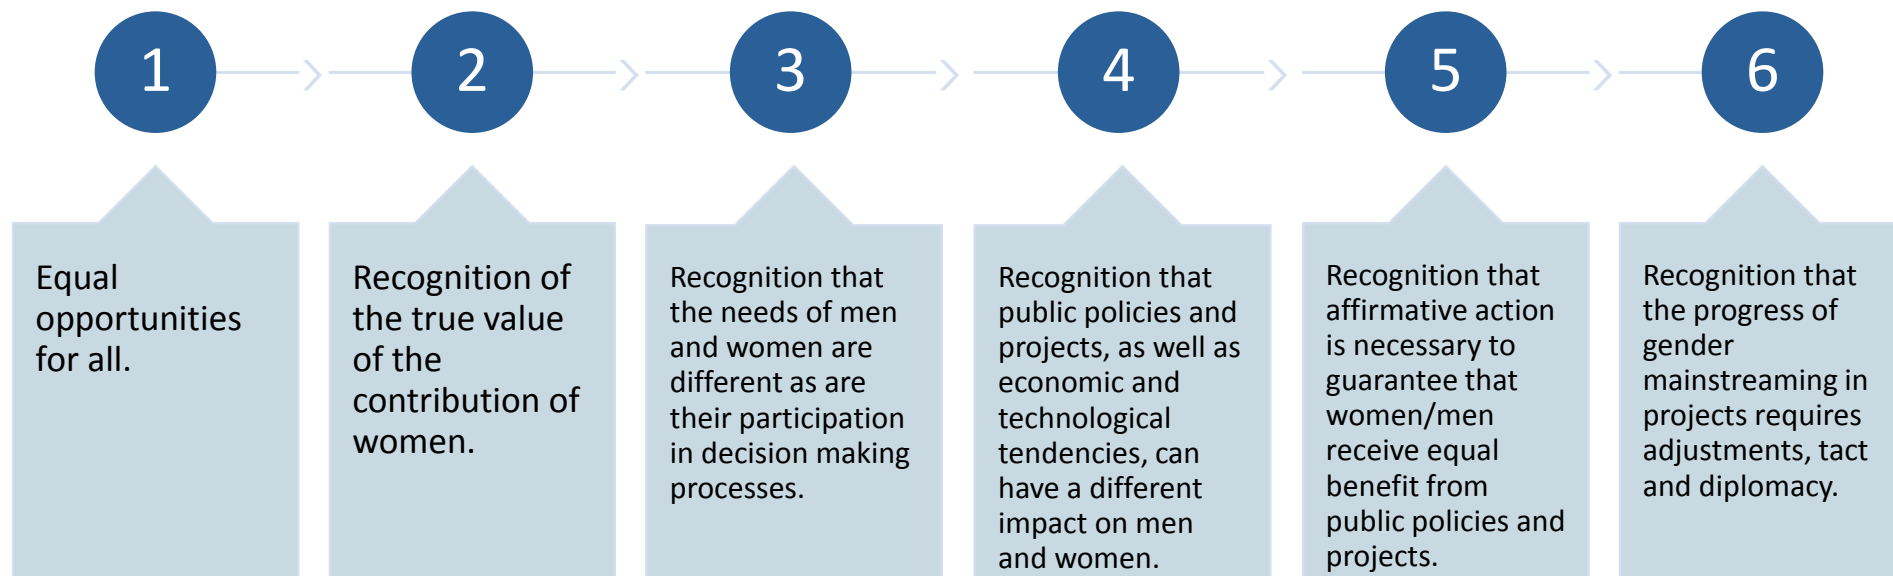 1
Equal
opportunities
for all.
2
Recognition of
the true value
of the
contribution of
women.
3
Recognition that
the needs of men
and women are
different as are
their participation
in decision making
processes.
4
Recognition that
public policies and
projects, as well as
economic and
technological
tendencies, can
have a different
impact on men
and women.
5
Recognition that
affirmative action
is necessary to
guarantee that
women/men
receive equal
benefit from
public policies and
projects.
6
Recognition that
the progress of
gender
mainstreaming in
projects requires
adjustments, tact
and diplomacy.